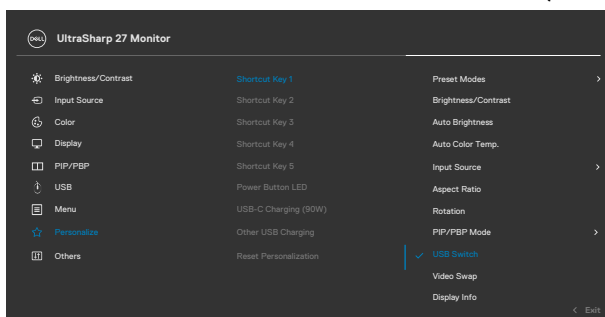 DELL UltraSharp 27 Monitor
Brightness/Contrast Shortcut Key 1 Preset Modes >
Input Source Shortcut Key 2 Brightness/Contrast
Color Shortcut Key 3 Auto Brightness
Display Shortcut Key 4 Auto Color Temp.
PIP/PBP Shortcut Key 5 Input Source >
USB Power Button LED Aspect Ratio
Menu USB-C Charging (90W) Rotation
Personalize Other USB Charging PIP/PBP Mode >
Others Reset Personalization ✓ USB Switch
Video Swap
Display Info
< Exit